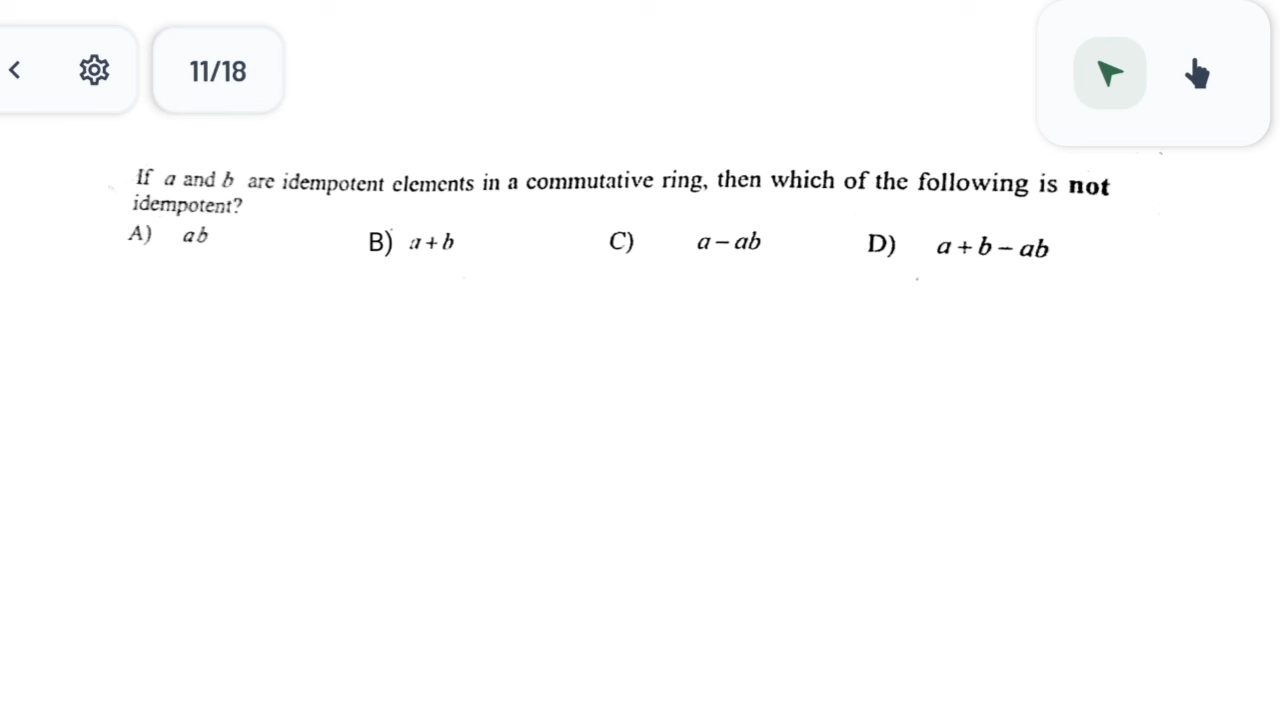 11/18
If a and b are idempotent elements in a commutative ring, then which of the following is not
idempotent?
A) ab B) a+b C) a-ab D) a+b-ab